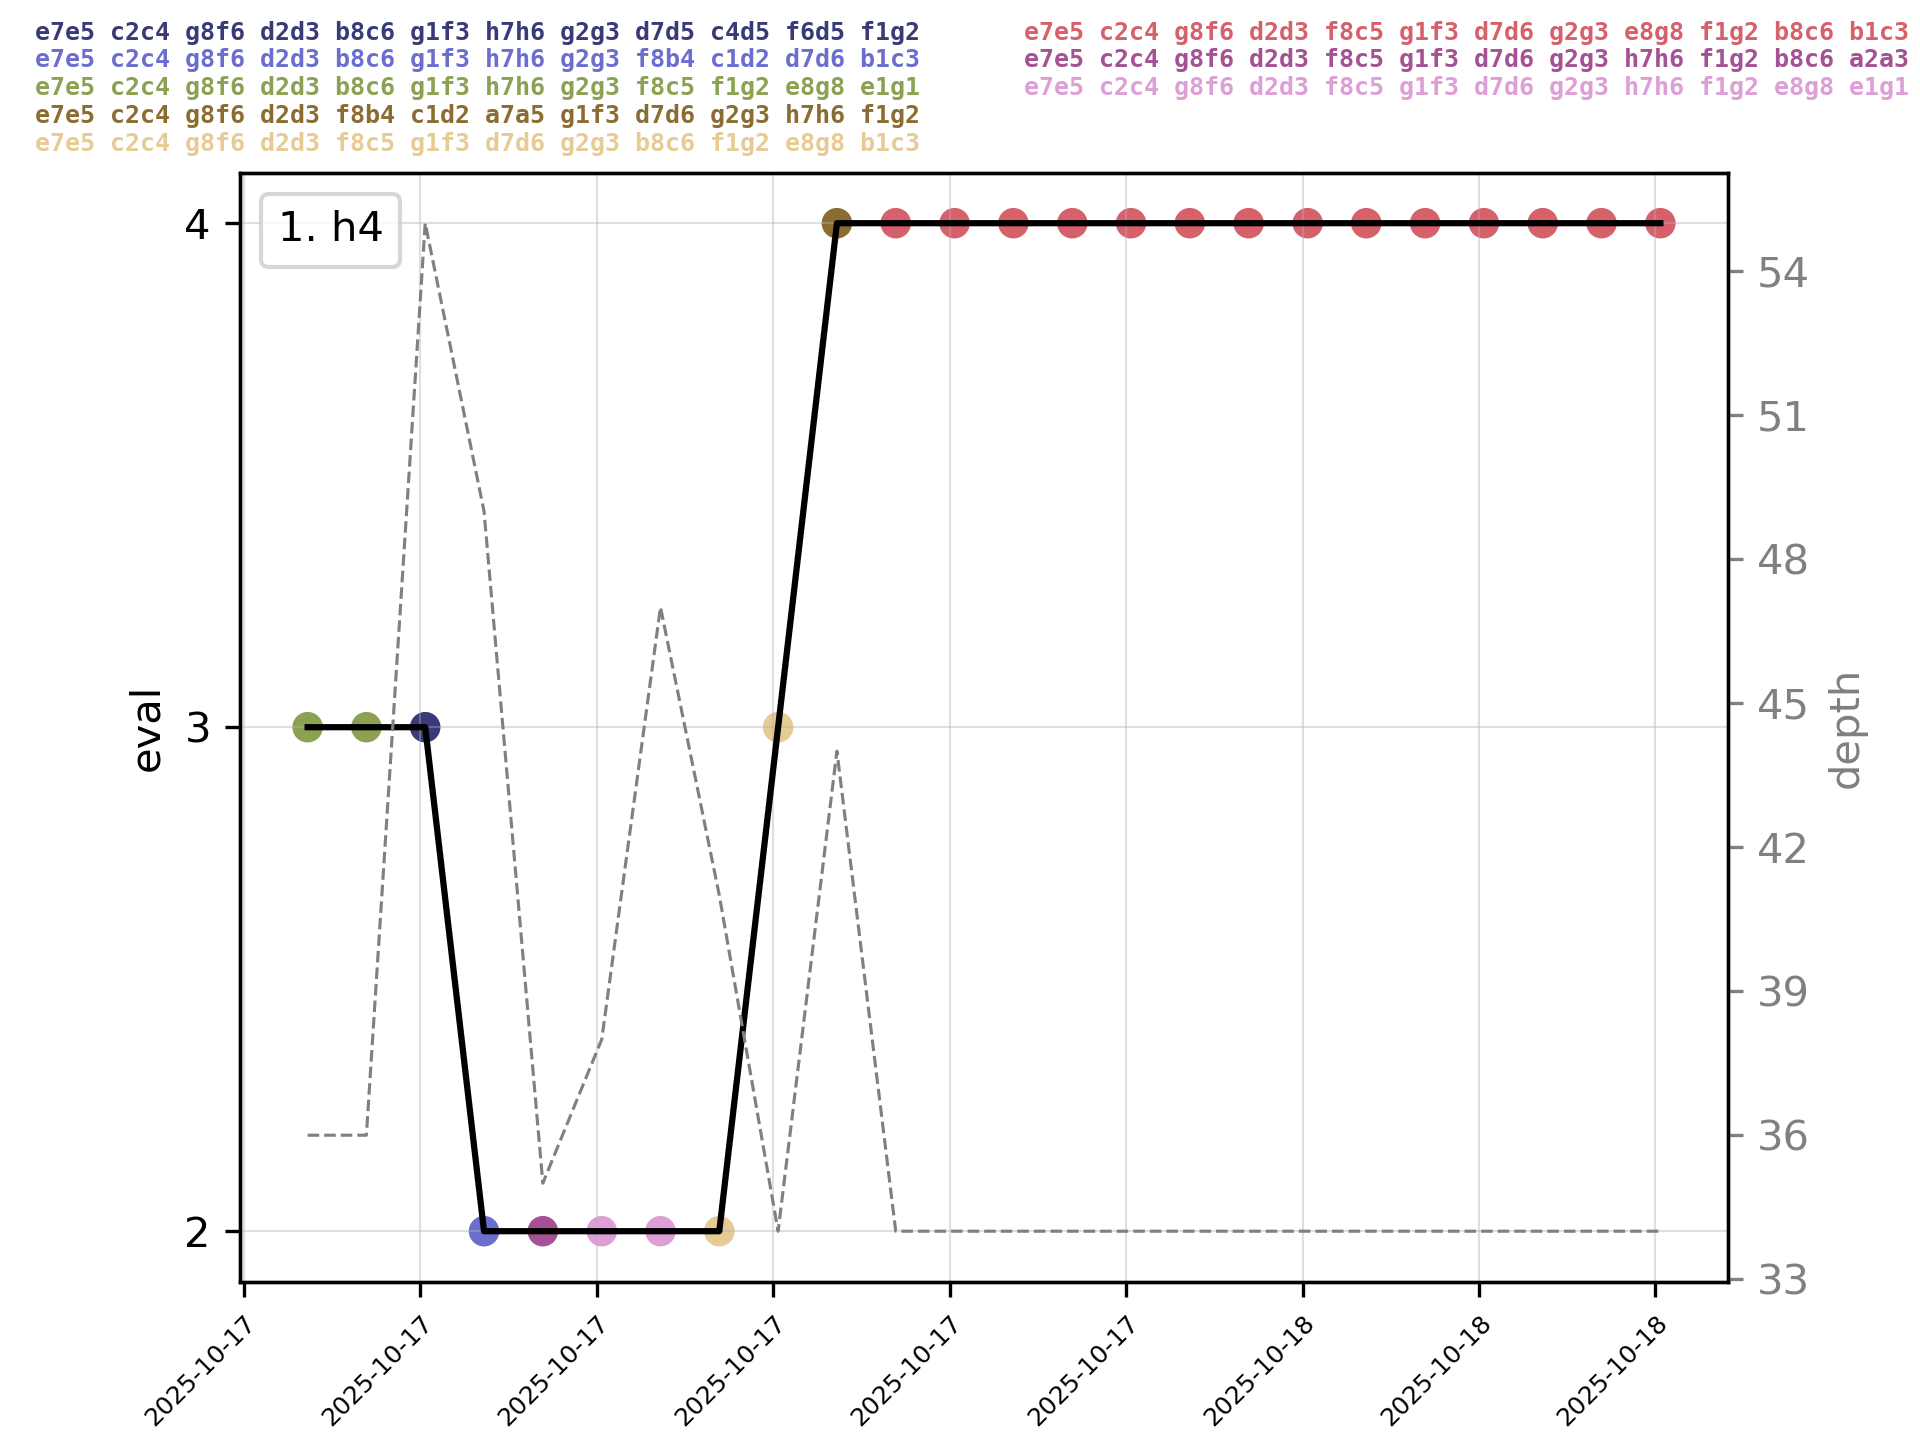 e7e5 c2c4 g8f6 d2d3 b8c6 g1f3 h7h6 g2g3 d7d5 c4d5 f6d5 f1g2
e7e5 c2c4 g8f6 d2d3 b8c6 g1f3 h7h6 g2g3 f8b4 c1d2 d7d6 b1c3
e7e5 c2c4 g8f6 d2d3 b8c6 g1f3 h7h6 g2g3 f8c5 f1g2 e8g8 e1g1
e7e5 c2c4 g8f6 d2d3 f8b4 c1d2 a7a5 g1f3 d7d6 g2g3 h7h6 f1g2
e7e5 c2c4 g8f6 d2d3 f8c5 g1f3 d7d6 g2g3 b8c6 f1g2 e8g8 b1c3
e7e5 c2c4 g8f6 d2d3 f8c5 g1f3 d7d6 g2g3 e8g8 f1g2 b8c6 b1c3
e7e5 c2c4 g8f6 d2d3 f8c5 g1f3 d7d6 g2g3 h7h6 f1g2 b8c6 a2a3
e7e5 c2c4 g8f6 d2d3 f8c5 g1f3 d7d6 g2g3 h7h6 f1g2 e8g8 e1g1
1. h4
4
3
2
eval
54
51
48
45
42
39
36
33
depth
2025-10-17
2025-10-17
2025-10-17
2025-10-17
2025-10-17
2025-10-17
2025-10-18
2025-10-18
2025-10-18